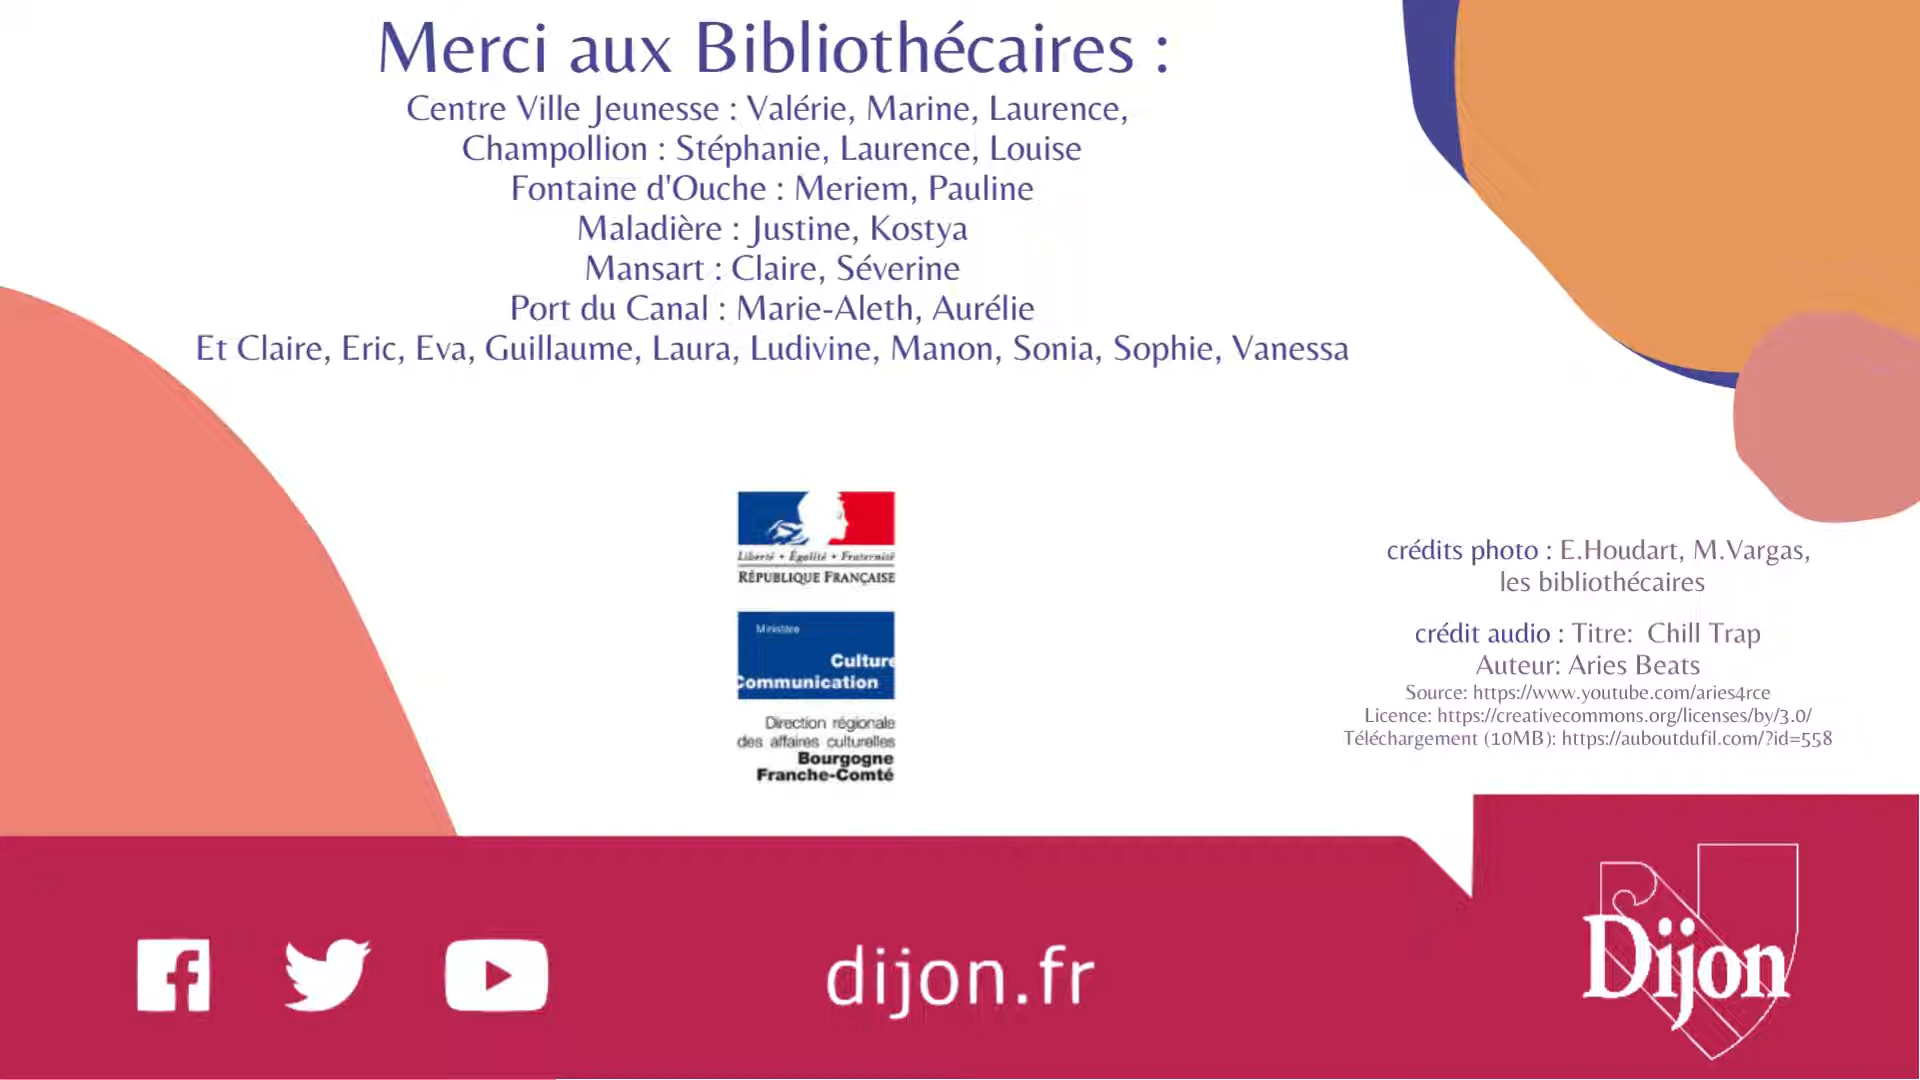 Merci aux Bibliothécaires :
Centre Ville Jeunesse : Valérie, Marine, Laurence,
Champollion : Stéphanie, Laurence, Louise
Fontaine d'Ouche : Meriem, Pauline
Maladière : Justine, Kostya
Mansart : Claire, Séverine
Port du Canal : Marie-Aleth, Aurélie
Et Claire, Eric, Eva, Guillaume, Laura, Ludivine, Manon, Sonia, Sophie, Vanessa
Liberté • Égalité • Fraternité
RÉPUBLIQUE FRANÇAISE
Ministère
Culture
Communication
Direction régionale
des affaires culturelles
Bourgogne
Franche-Comté
crédits photo : E.Houdart, M.Vargas,
les bibliothécaires
crédit audio : Titre: Chill Trap
Auteur: Aries Beats
Source: https://www.youtube.com/aries4rce
Licence: https://creativecommons.org/licenses/by/3.0/
Téléchargement (10MB): https://auboutdufil.com/?id=558
dijon.fr
Dijon